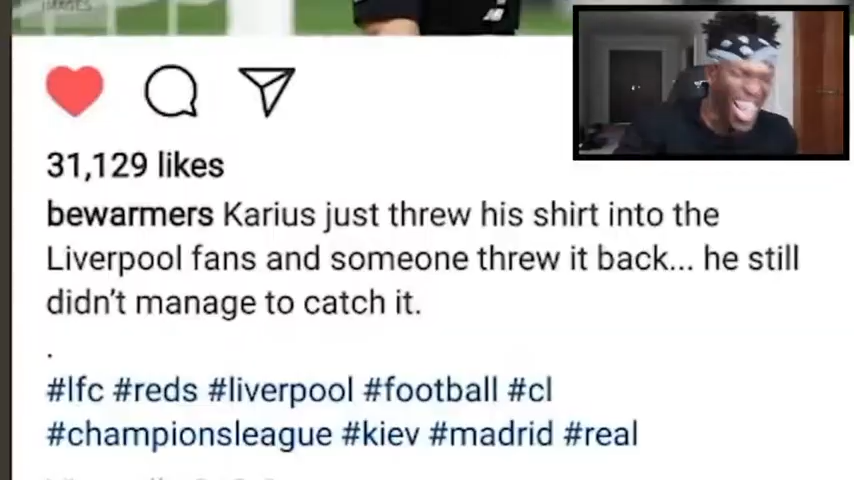 IMAGES
31,129 likes
bewarmers Karius just threw his shirt into the
Liverpool fans and someone threw it back... he still
didn't manage to catch it.
.
#lfc #reds #liverpool #football #cl
#championsleague #kiev #madrid #real